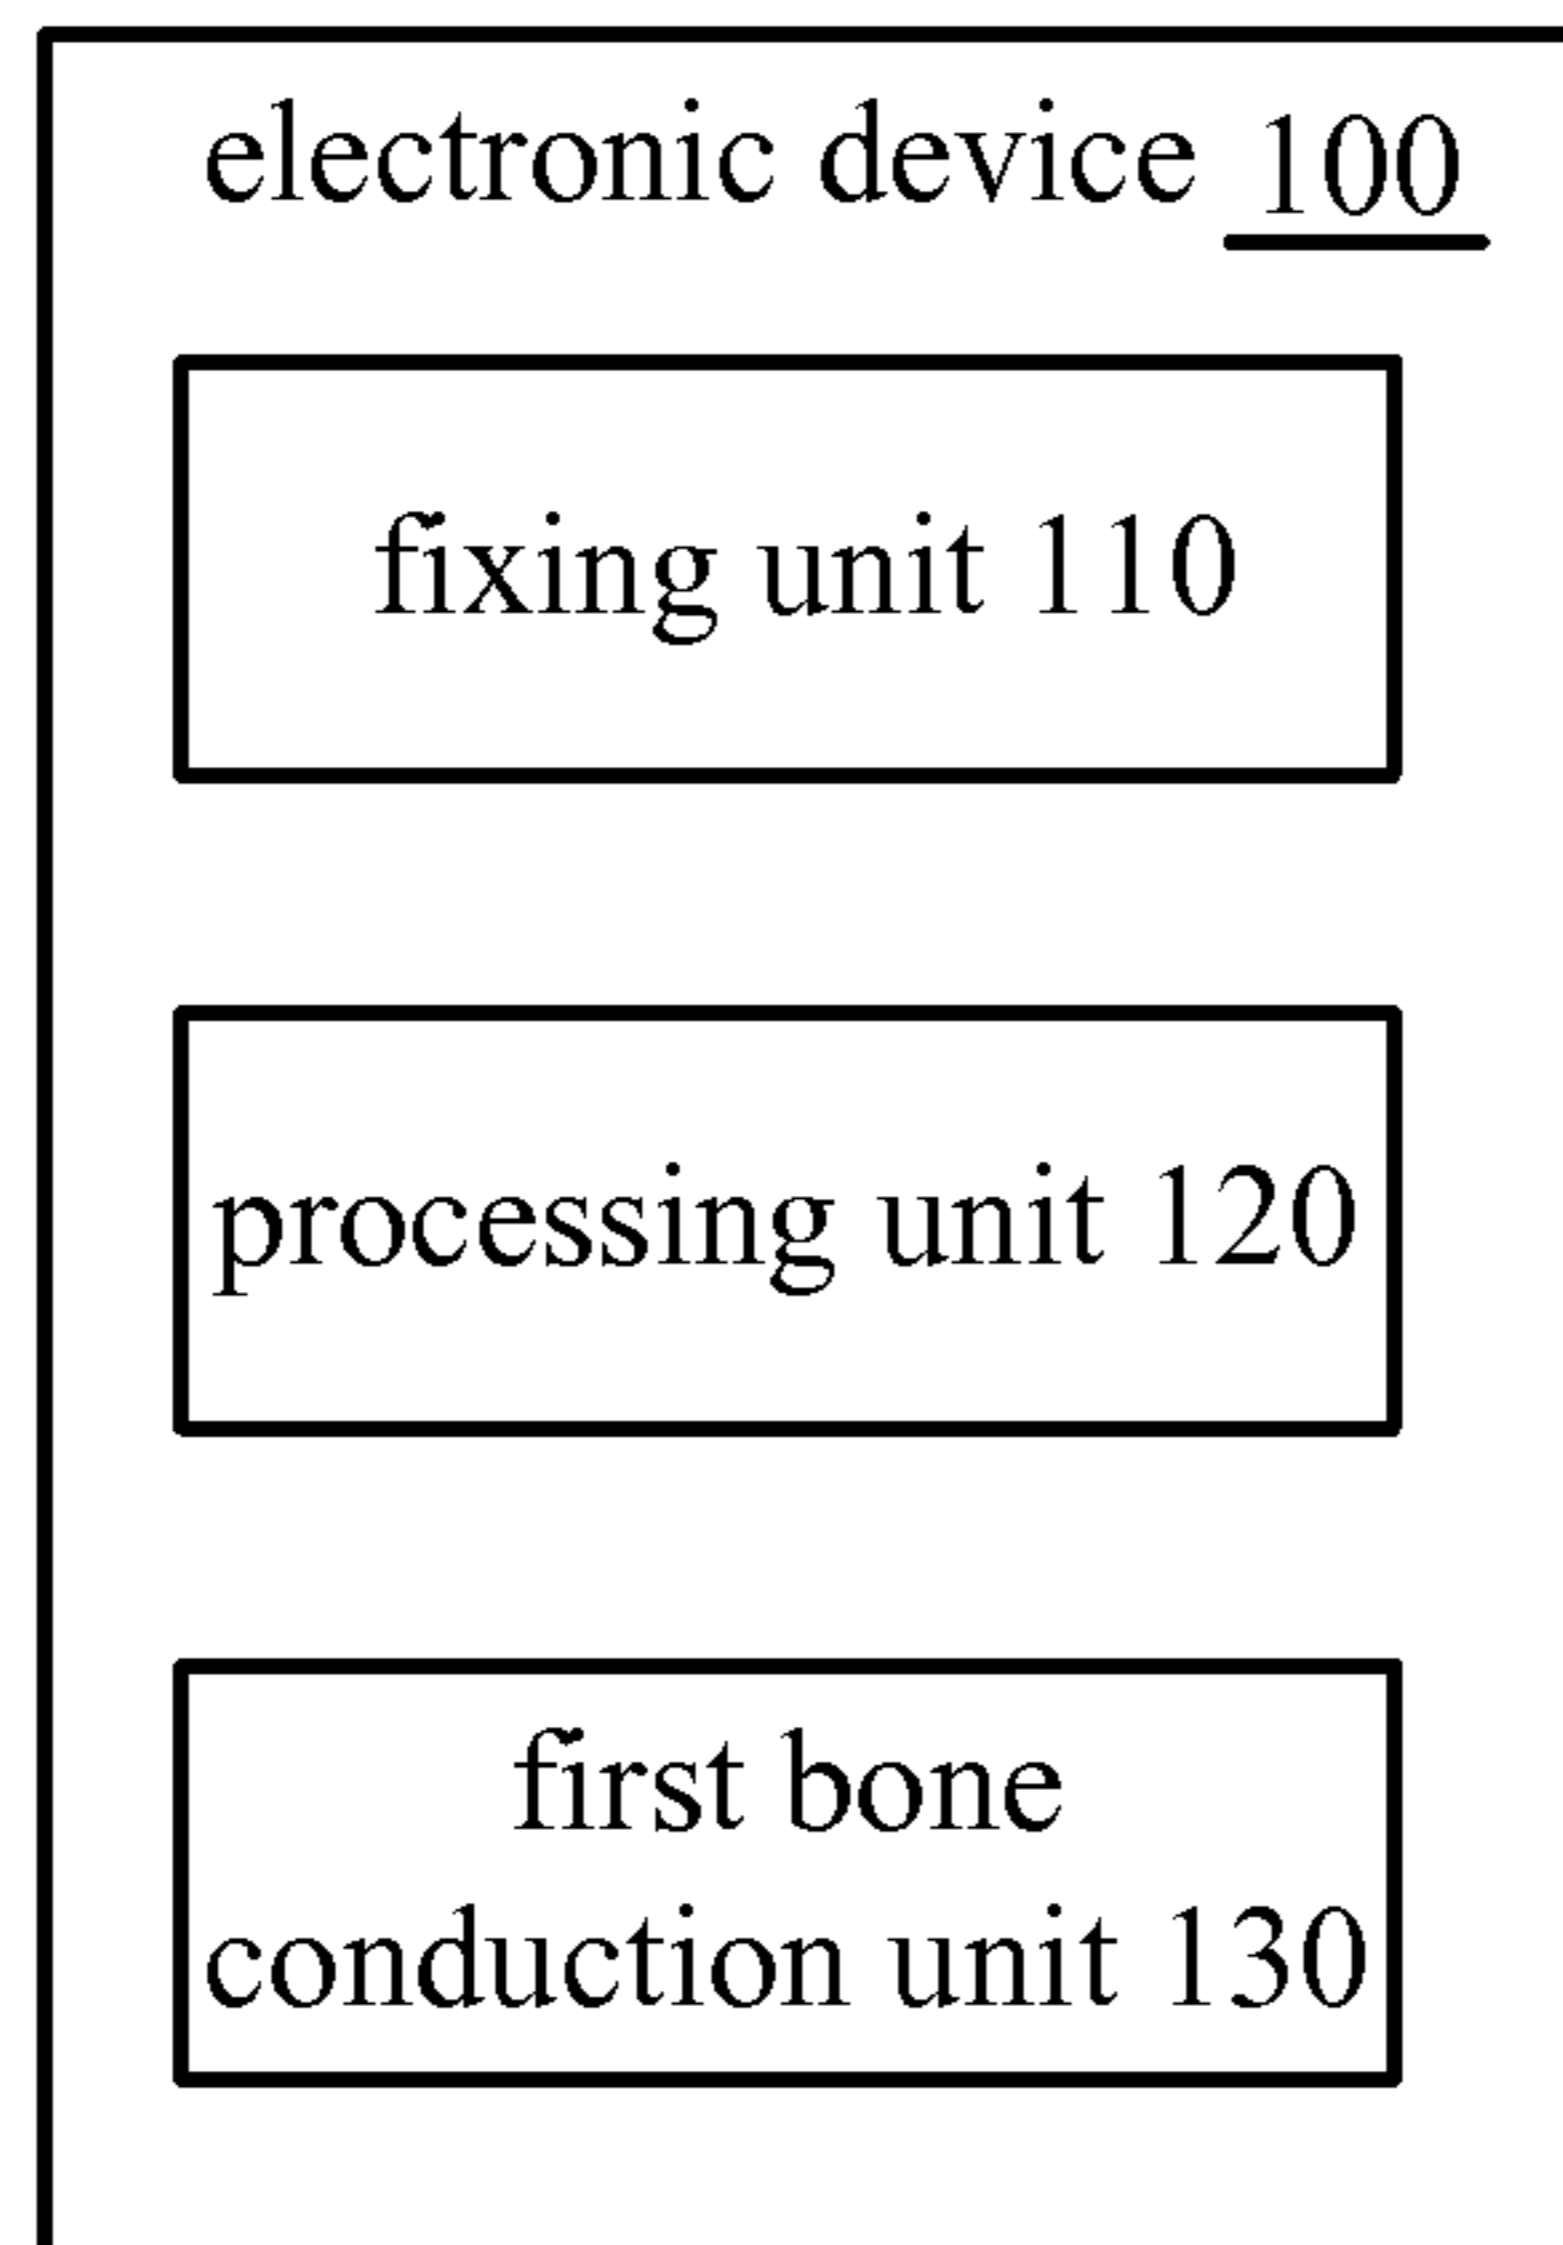 electronic device 100
fixing unit 110
processing unit 120
first bone
conduction unit 130